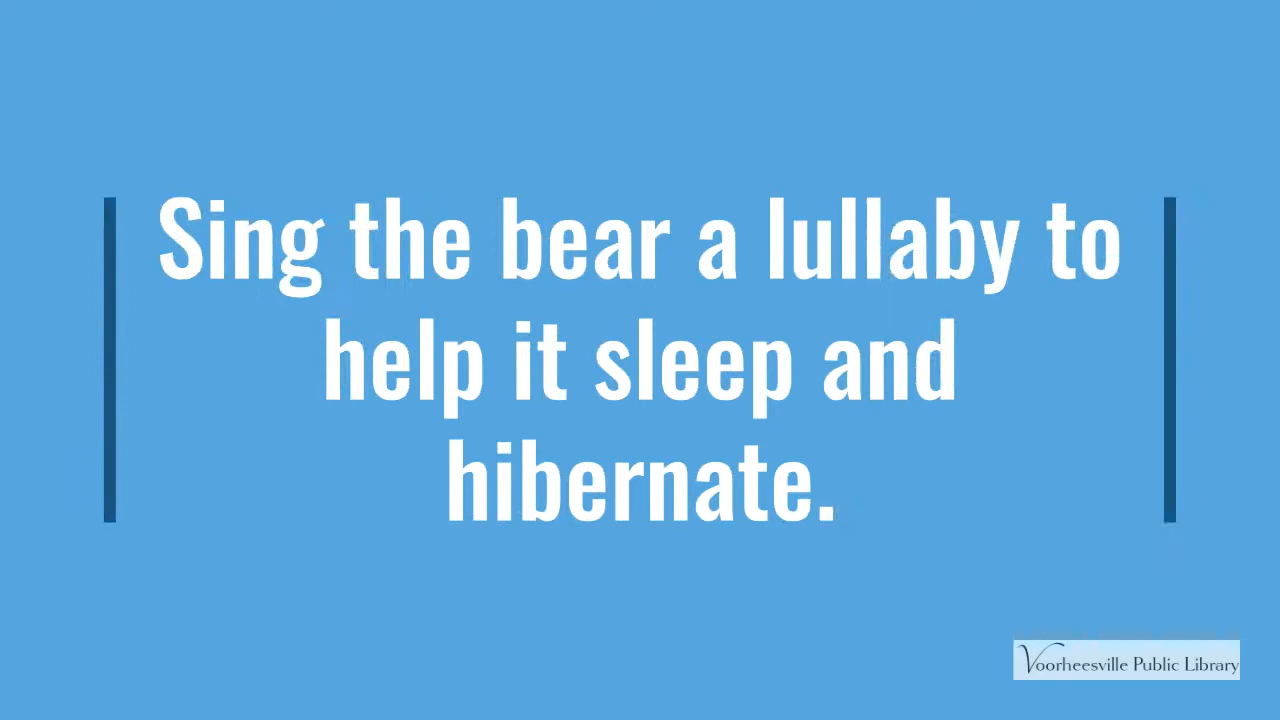 Sing the bear a lullaby to
help it sleep and
hibernate.
Voorheesville Public Library